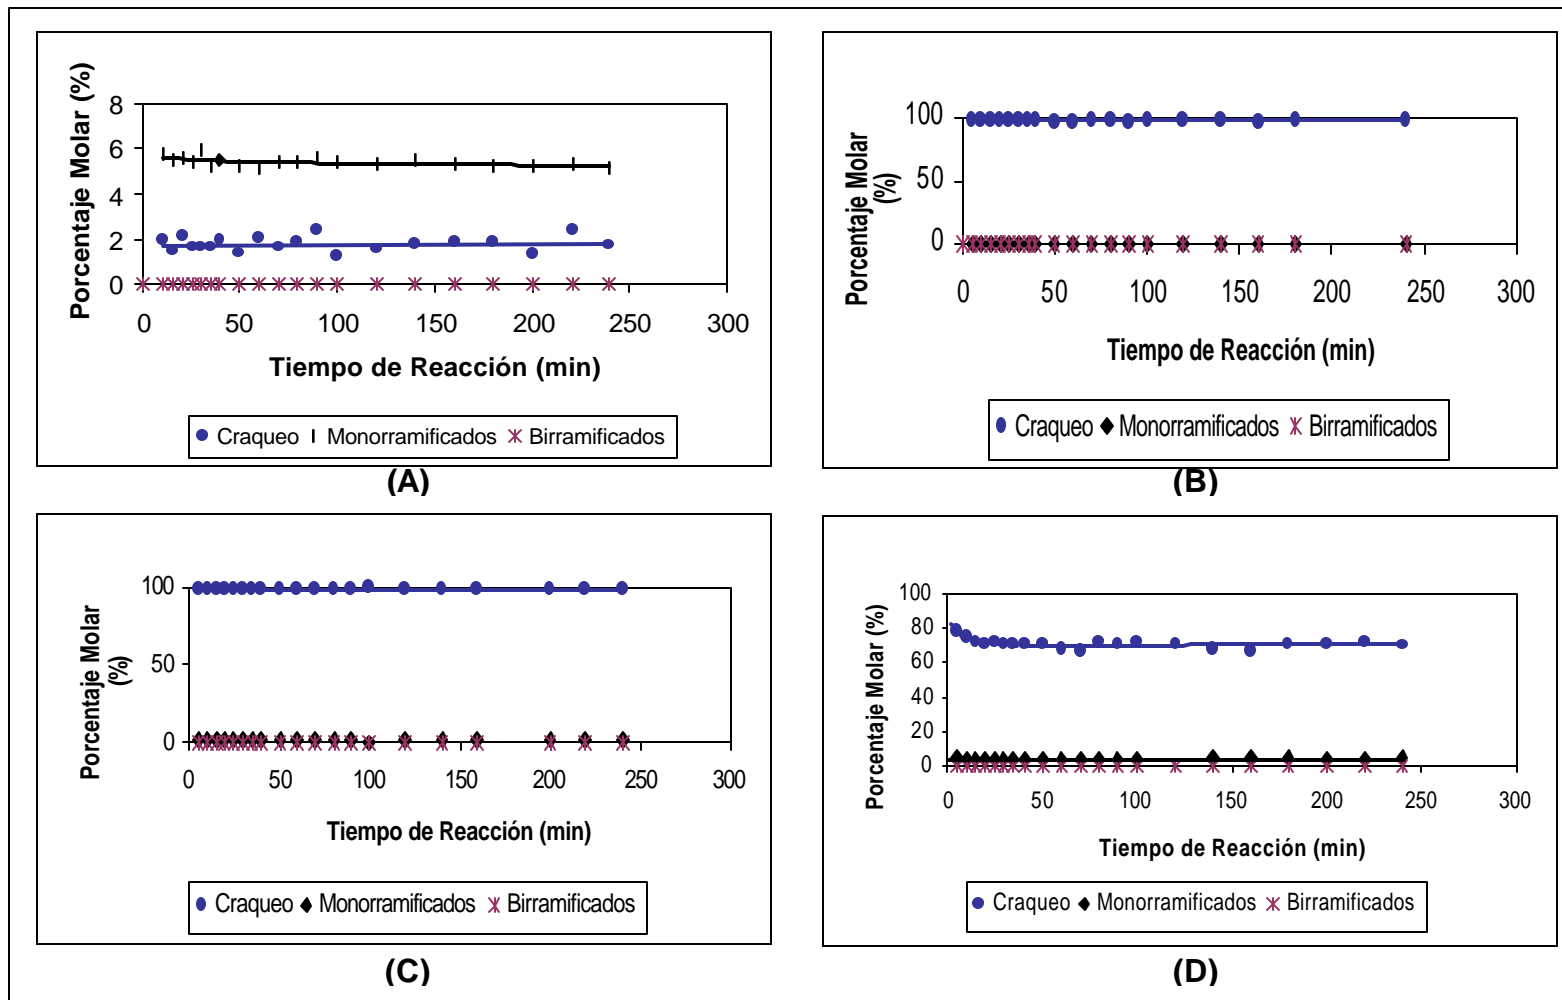 Porcentaje Molar (%)
8
6
4
2
0
0 50 100 150 200 250 300
Tiempo de Reacción (min)
Craqueo Monorramificados Birramificados
(A)
Porcentaje Molar
(%)
100
50
0
0 50 100 150 200 250 300
Tiempo de Reacción (min)
Craqueo Monorramificados Birramificados
(B)
Porcentaje Molar
(%)
100
50
0
0 50 100 150 200 250 300
Tiempo de Reacción (min)
Craqueo Monorramificados Birramificados
(C)
Porcentaje Molar (%)
100
80
60
40
20
0
0 50 100 150 200 250 300
Tiempo de Reacción (min)
Craqueo Monorramificados Birramificados
(D)